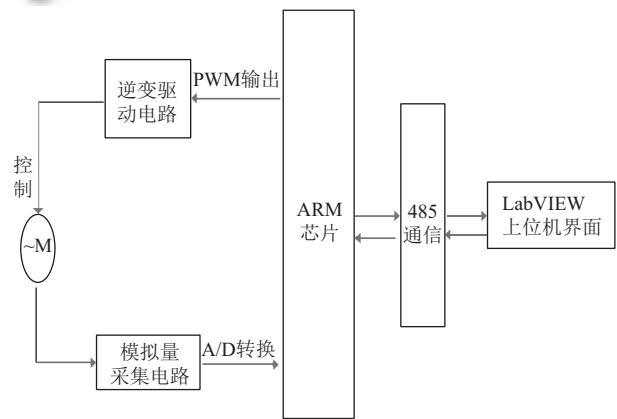 PWM输出
逆变驱
动电路
控
制
~M
模拟量
采集电路
A/D转换
ARM
芯片
485
通信
LabVIEW
上位机界面